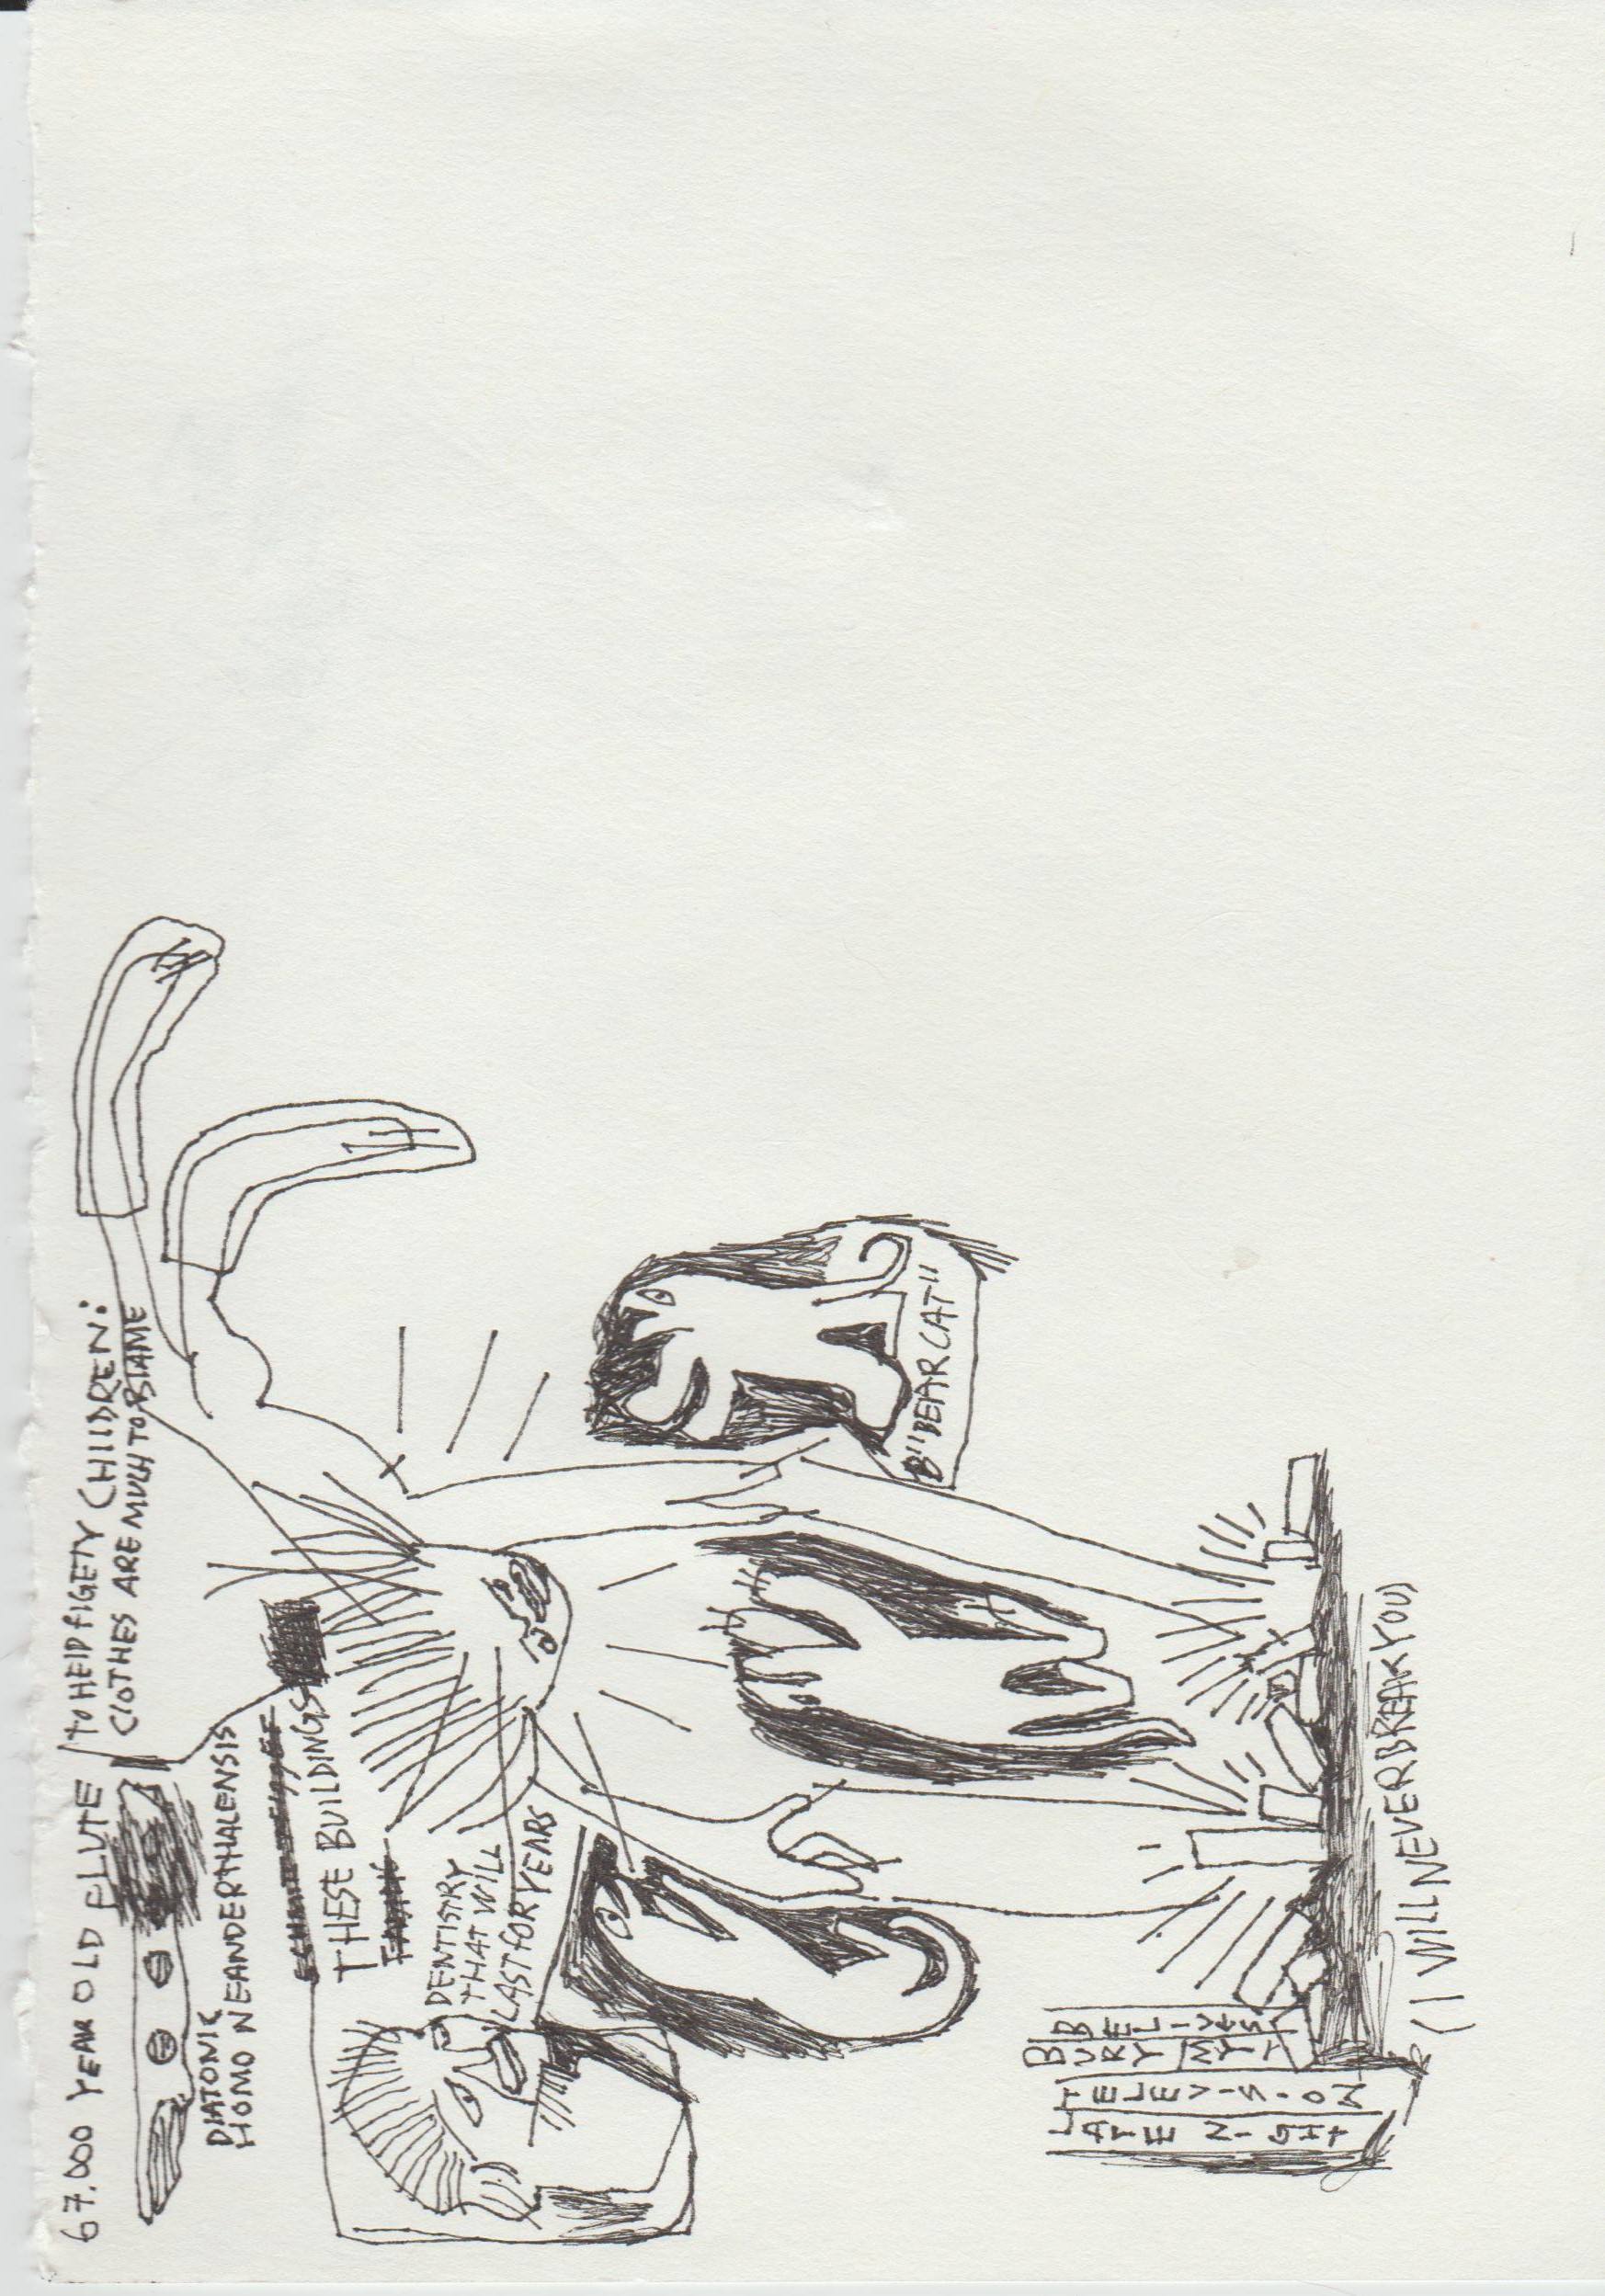 67.000 YEAR OLD FLUTE
TO HElD FIGETY CHIlDREN:
ClOTHES ARE MUCH TO BlAME
DIATONIC
HOMO NEANDERTHALENSIS
THESE BUILDINGS
DENTISTRY
THAT WILL
LAST FOR YEARS
B"BEAR CAT"
LATE NIGHT
TELEVISION
BURY MY
BELIVES
(I WILL NEVER BREAK YOU)